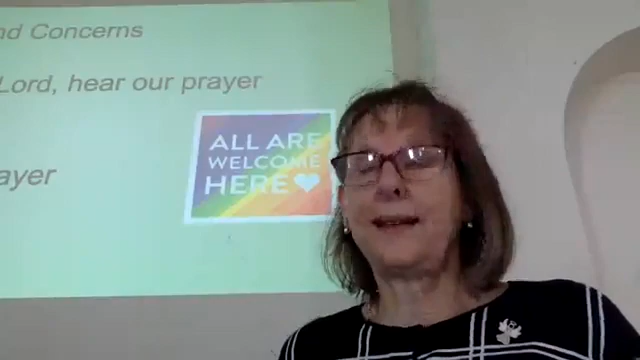 nd Concerns
Lord, hear our prayer
ayer
ALL ARE
WELCOME
HERE